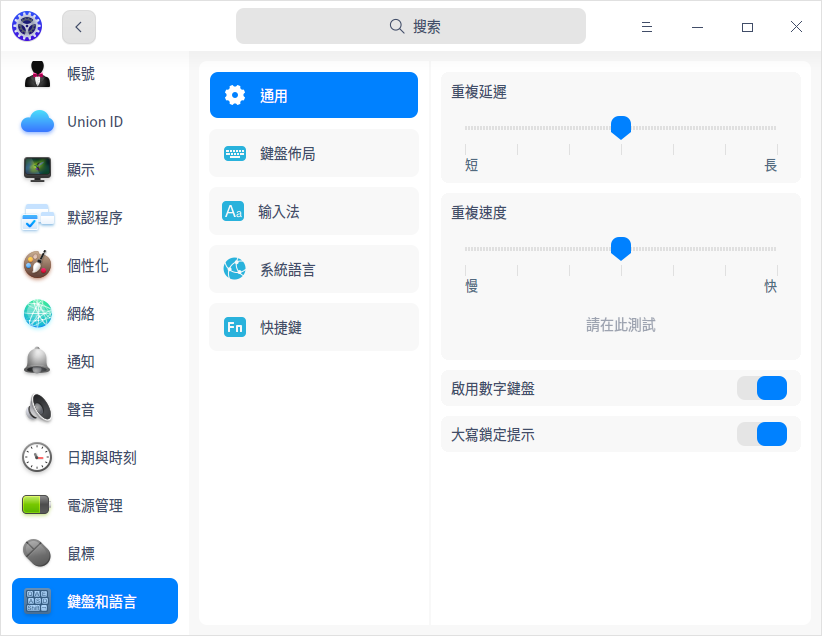 搜索
帳號
Union ID
顯示
默認程序
個性化
網絡
通知
聲音
日期與時刻
電源管理
鼠標
鍵盤和語言
通用
鍵盤佈局
Aa
输入法
系統語言
Fn
快捷鍵
重複延遲
短
長
重複速度
慢
快
請在此測試
啟用數字鍵盤
大寫鎖定提示